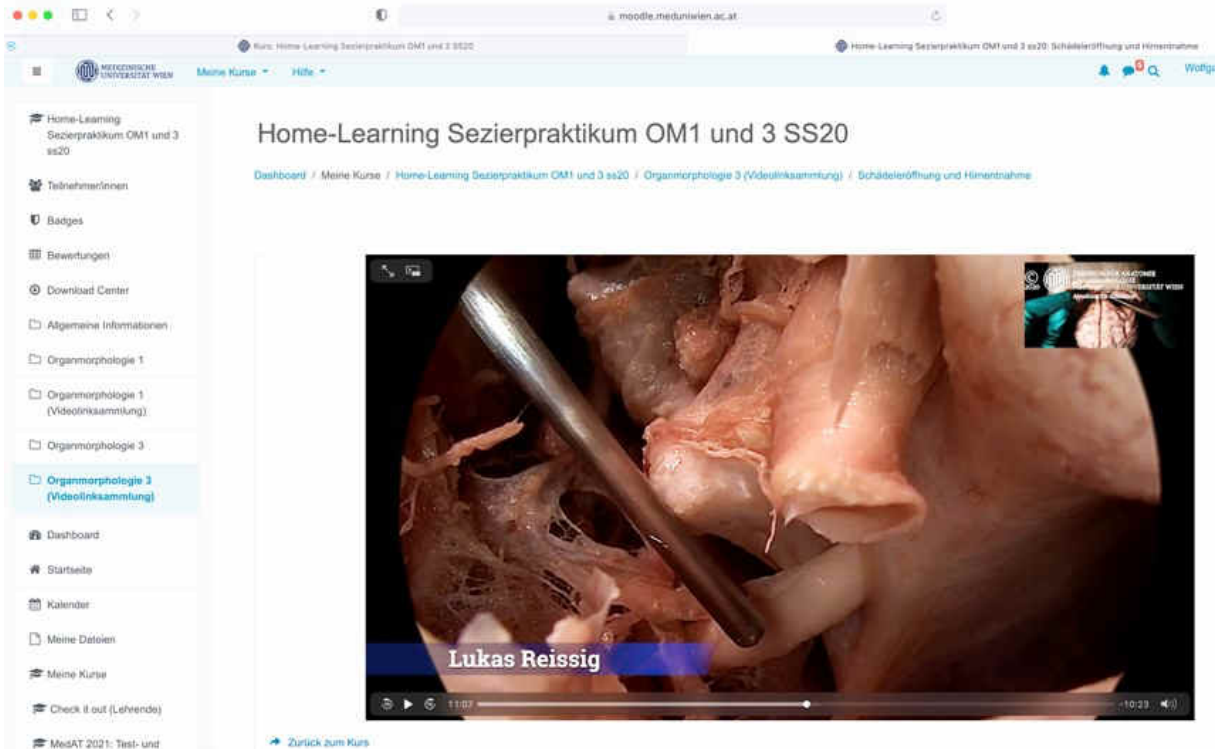 moodle.meduniwien.ac.at
Kurs: Home-Learning Sezierpraktikum OM1 und 3 SS20
Home-Learning Sezierpraktikum OM1 und 3 ss20: Schädeleröffnung und Hirnentnahme
MEDIZINISCHE
UNIVERSITÄT WIEN
Meine Kurse
Hilfe
Home-Learning
Sezierpraktikum OM1 und 3
ss20
Teilnehmer/innen
Badges
Bewertungen
Download Center
Allgemeine Informationen
Organmorphologie 1
Organmorphologie 1
(Videolinksammlung)
Organmorphologie 3
Organmorphologie 3
(Videolinksammlung)
Dashboard
Startseite
Kalender
Meine Dateien
Meine Kurse
Check it out (Lehrende)
MedAT 2021: Test- und
Home-Learning Sezierpraktikum OM1 und 3 SS20
Dashboard / Meine Kurse / Home-Learning Sezierpraktikum OM1 und 3 ss20 / Organmorphologie 3 (Videolinksammlung) / Schädeleröffnung und Hirnentnahme
UNIVERSITÄT WIEN
Lukas Reissig
11:07
-10:23
Zurück zum Kurs